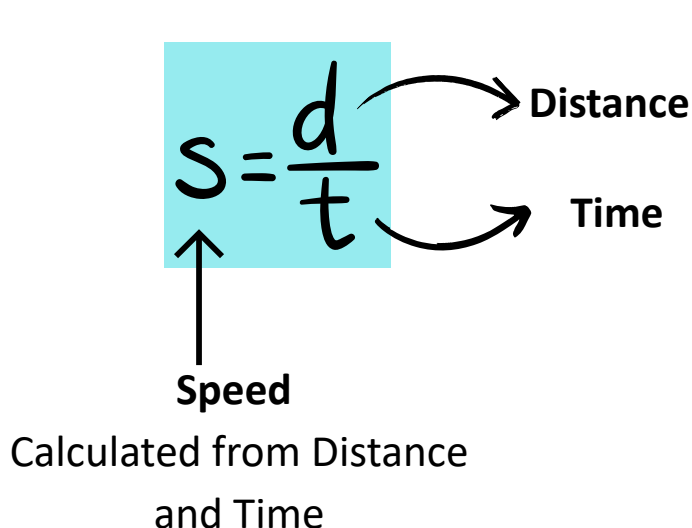 s = d/t
Distance
Time
Speed
Calculated from Distance
and Time